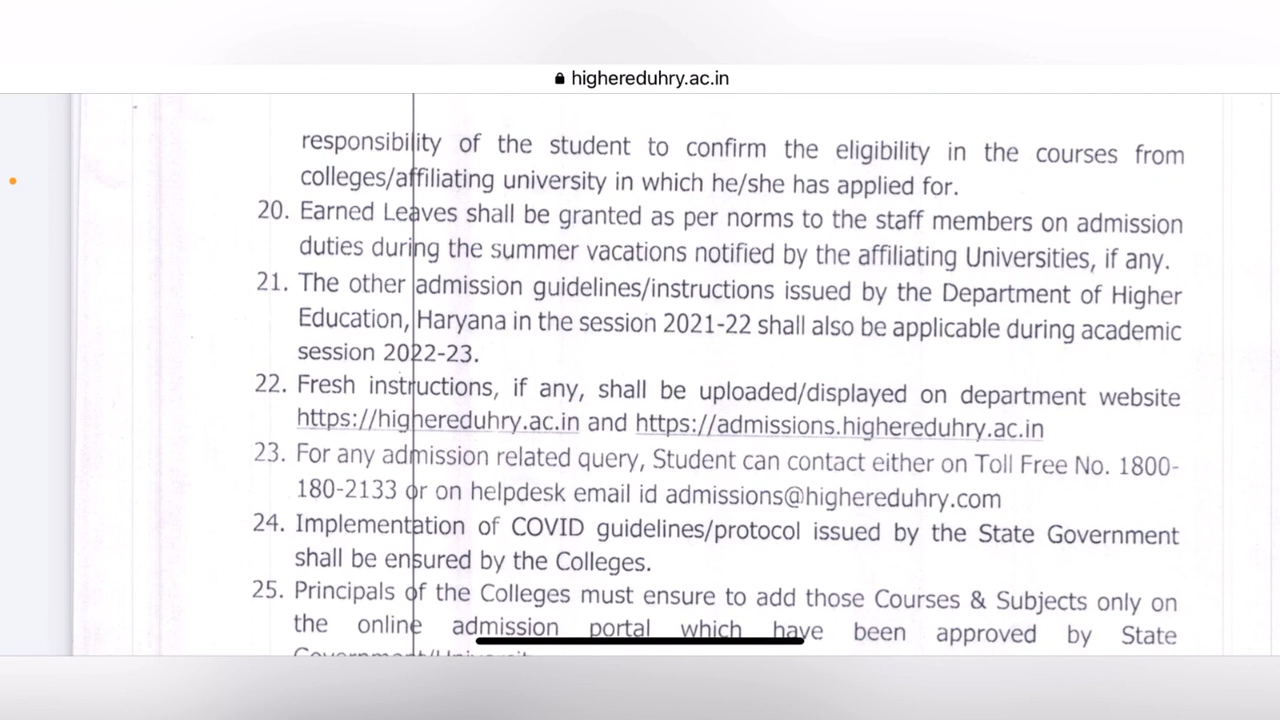 highereduhry.ac.in
responsibility of the student to confirm the eligibility in the courses from
colleges/affiliating university in which he/she has applied for.
20. Earned Leaves shall be granted as per norms to the staff members on admission
duties during the summer vacations notified by the affiliating Universities, if any.
21. The other admission guidelines/instructions issued by the Department of Higher
Education, Haryana in the session 2021-22 shall also be applicable during academic
session 2022-23.
22. Fresh instructions, if any, shall be uploaded/displayed on department website
https://highereduhry.ac.in and https://admissions.highereduhry.ac.in
23. For any admission related query, Student can contact either on Toll Free No. 1800-
180-2133 or on helpdesk email id admissions@highereduhry.com
24. Implementation of COVID guidelines/protocol issued by the State Government
shall be ensured by the Colleges.
25. Principals of the Colleges must ensure to add those Courses & Subjects only on
the online admission portal which have been approved by State